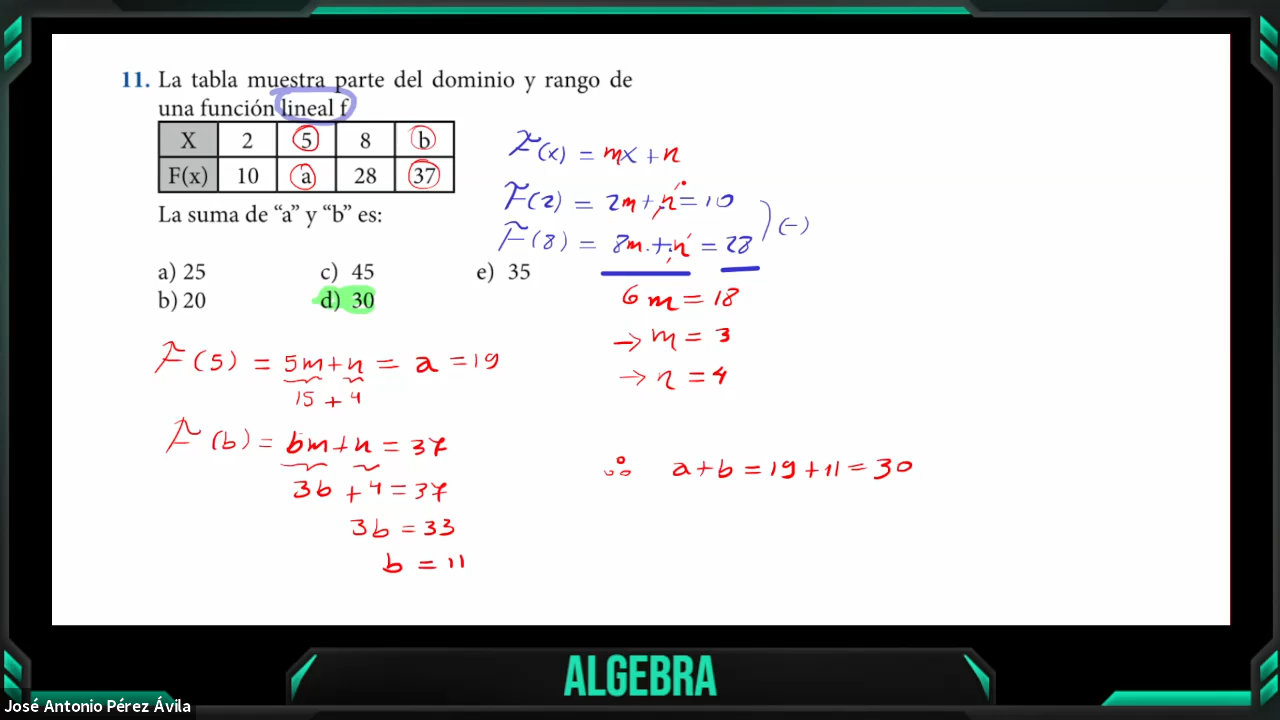 11. La tabla muestra parte del dominio y rango de
una función lineal f
X 2 5 8 b
F(x) 10 a 28 37
La suma de “a” y “b” es:
a) 25 c) 45 e) 35
b) 20 d) 30
F(x) = mx + n
F(2) = 2m + n = 10
F(8) = 8m + n = 28 (-)
6m = 18
→ m = 3
→ n = 4
F(5) = 5m + n = a = 19
15 + 4
F(b) = bm + n = 37
3b + 4 = 37
3b = 33
b = 11
∴ a + b = 19 + 11 = 30
ALGEBRA
José Antonio Pérez Ávila